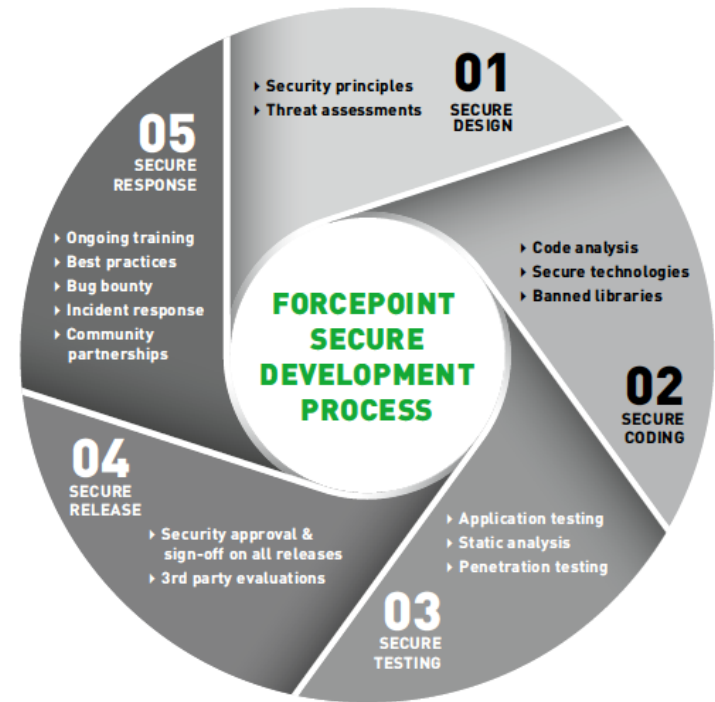 01
SECURE
DESIGN
Security principles
Threat assessments
02
SECURE
CODING
Code analysis
Secure technologies
Banned libraries
03
SECURE
TESTING
Application testing
Static analysis
Penetration testing
04
SECURE
RELEASE
Security approval &
sign-off on all releases
3rd party evaluations
05
SECURE
RESPONSE
Ongoing training
Best practices
Bug bounty
Incident response
Community
partnerships
FORCEPOINT
SECURE
DEVELOPMENT
PROCESS